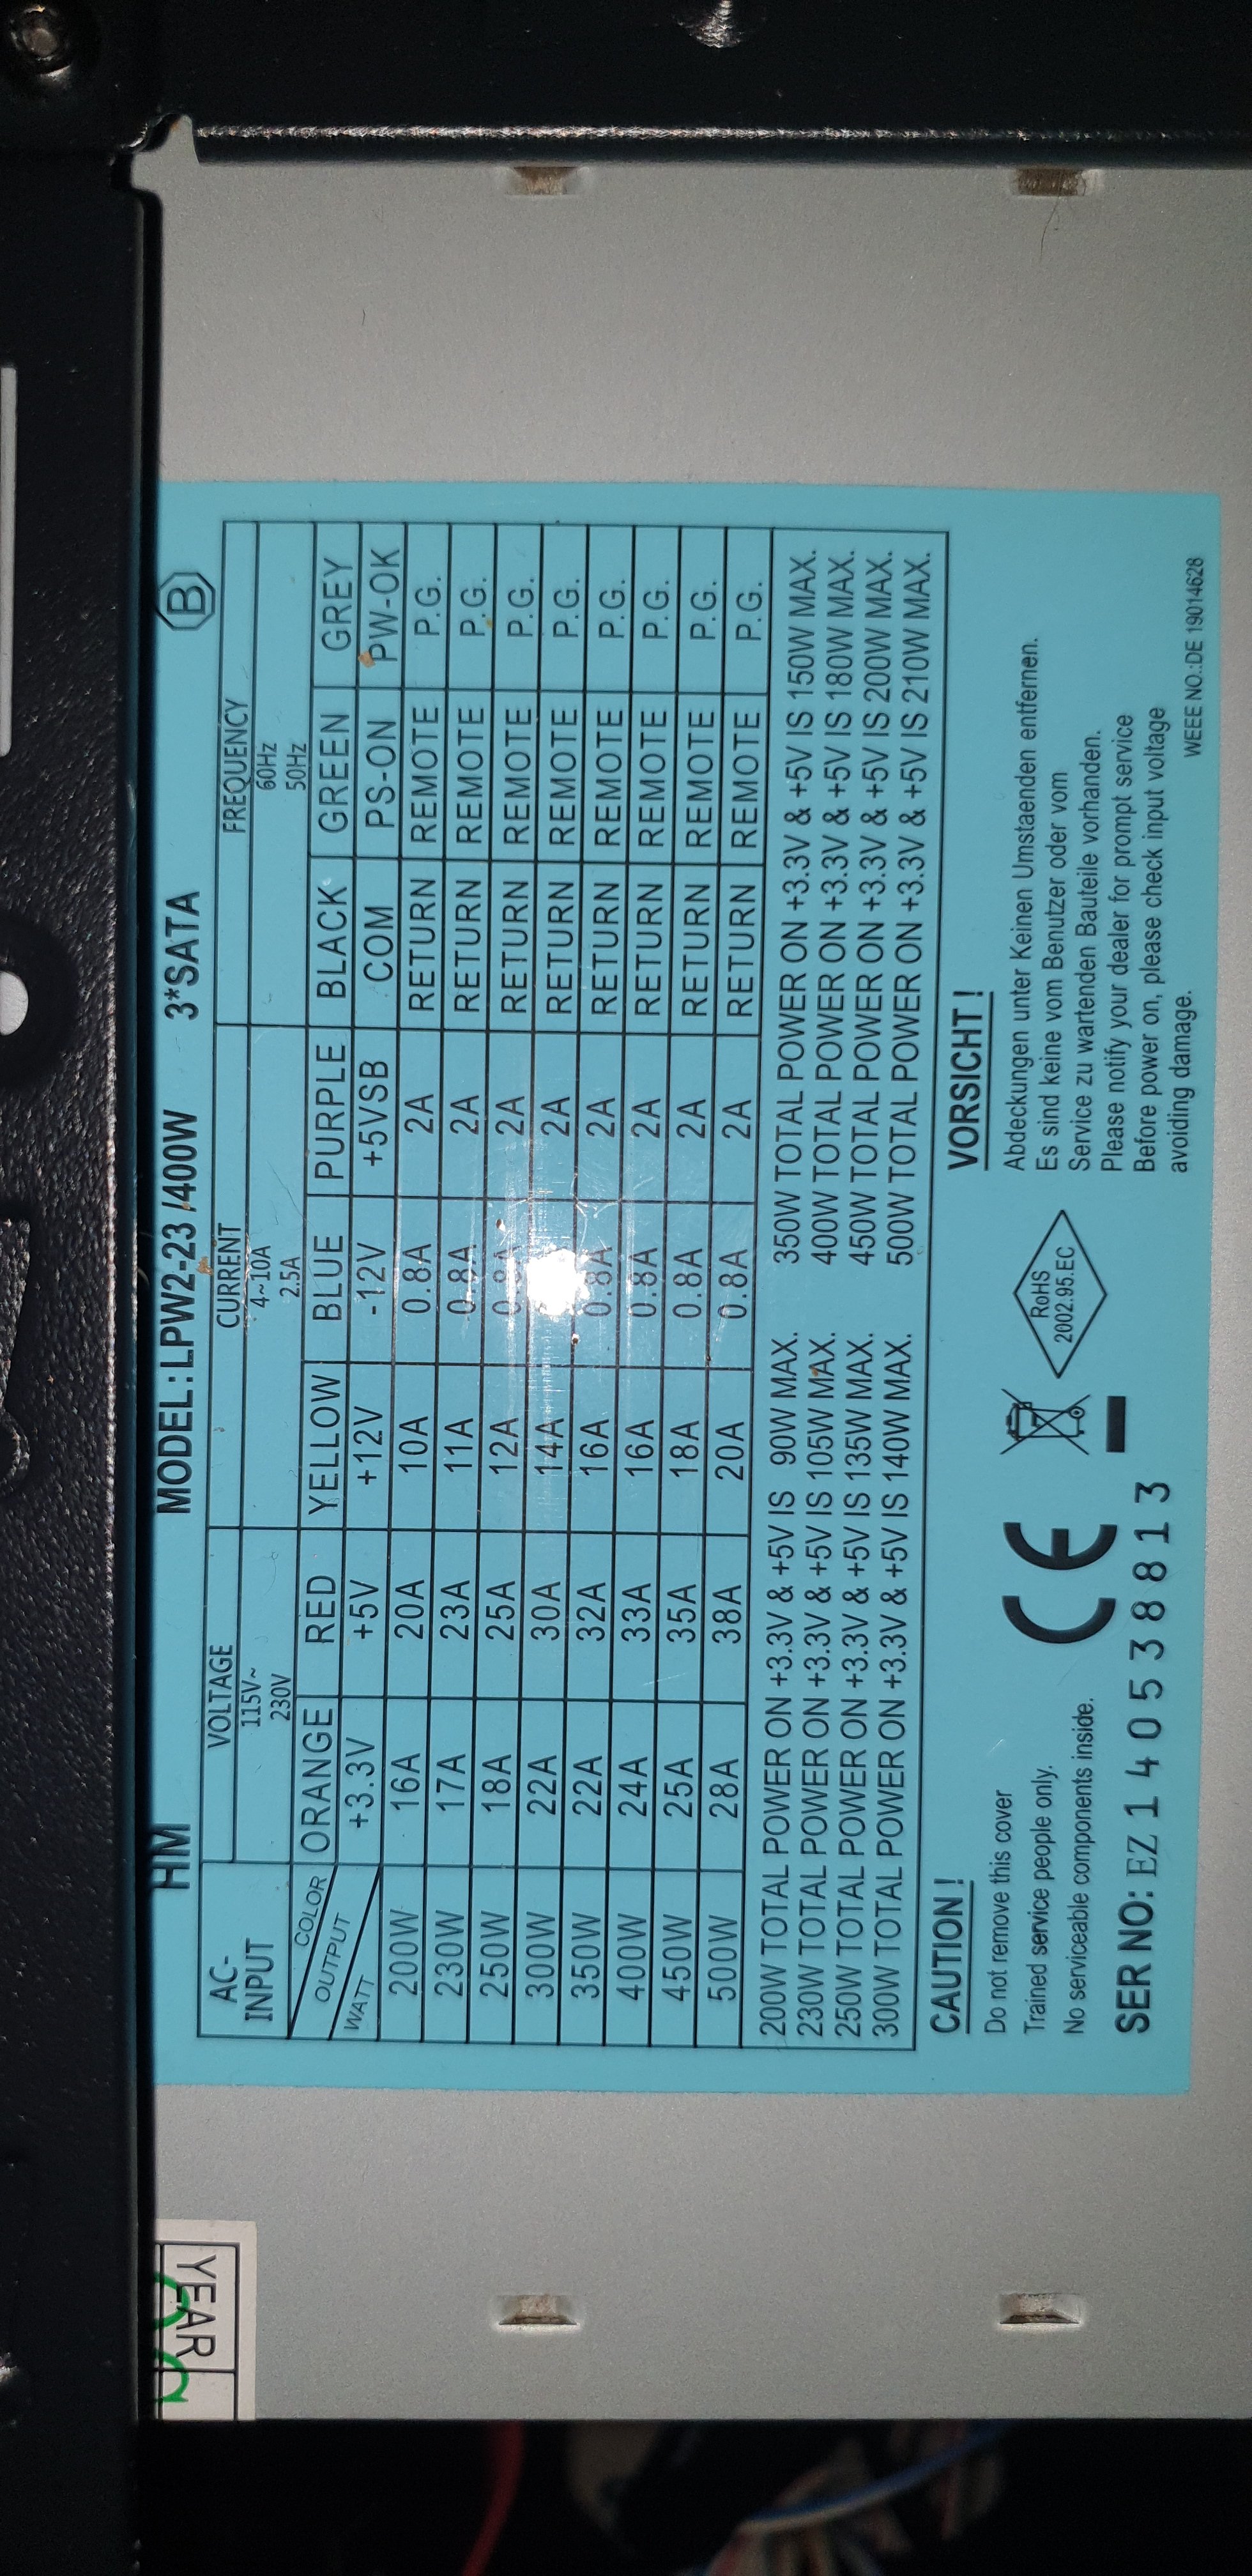 HM MODEL:LPW2-23 /400W 3*SATA B
AC-INPUT VOLTAGE CURRENT FREQUENCY
115V~ 4~10A 60Hz
230V 2.5A 50Hz
COLOR ORANGE RED YELLOW BLUE PURPLE BLACK GREEN GREY
OUTPUT WATT +3.3V +5V +12V -12V +5VSB COM PS-ON PW-OK
200W 16A 20A 10A 0.8A 2A RETURN REMOTE P.G.
230W 17A 23A 11A 0.8A 2A RETURN REMOTE P.G.
250W 18A 25A 12A 0.8A 2A RETURN REMOTE P.G.
300W 22A 30A 14A 2A RETURN REMOTE P.G.
350W 22A 32A 16A 0.8A 2A RETURN REMOTE P.G.
400W 24A 33A 16A 0.8A 2A RETURN REMOTE P.G.
450W 25A 35A 18A 0.8A 2A RETURN REMOTE P.G.
500W 28A 38A 20A 0.8A 2A RETURN REMOTE P.G.
200W TOTAL POWER ON +3.3V & +5V IS 90W MAX. 350W TOTAL POWER ON +3.3V & +5V IS 150W MAX.
230W TOTAL POWER ON +3.3V & +5V IS 105W MAX. 400W TOTAL POWER ON +3.3V & +5V IS 180W MAX.
250W TOTAL POWER ON +3.3V & +5V IS 135W MAX. 450W TOTAL POWER ON +3.3V & +5V IS 200W MAX.
300W TOTAL POWER ON +3.3V & +5V IS 140W MAX. 500W TOTAL POWER ON +3.3V & +5V IS 210W MAX.
CAUTION !
Do not remove this cover
Trained service people only.
No serviceable components inside.
SER NO: EZ140538813
CE
RoHS
2002.95.EC
VORSICHT !
Abdeckungen unter Keinen Umstaenden entfernen.
Es sind keine vom Benutzer oder vom
Service zu wartenden Bauteile vorhanden.
Please notify your dealer for prompt service
Before power on, please check input voltage
avoiding damage.
WEEE NO.:DE 19014628
YEAR